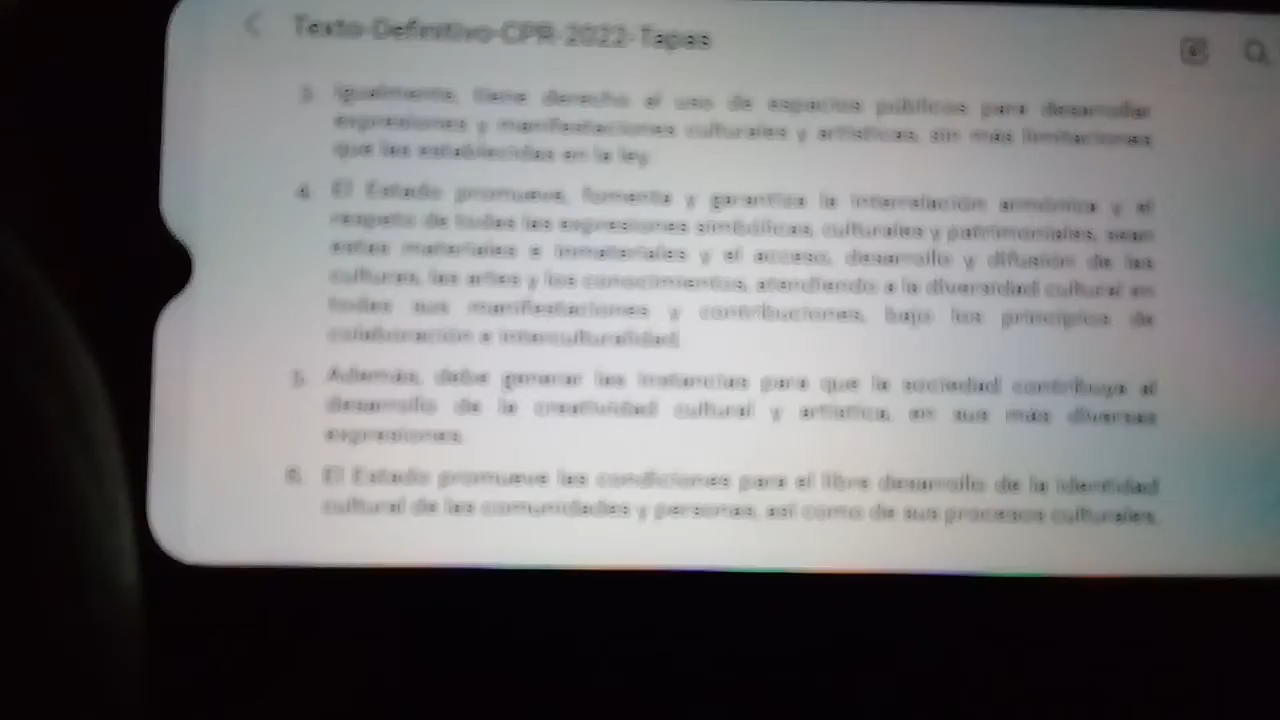 Texto-Definitivo-CPR-2022-Tapas
3. Igualmente, tiene derecho al uso de espacios públicos para desarrollar
expresiones y manifestaciones culturales y artísticas, sin más limitaciones
que las establecidas en la ley.
4. El Estado promueve, fomenta y garantiza la interrelación armónica y el
respeto de todas las expresiones simbólicas, culturales y patrimoniales, sean
estas materiales e inmateriales y el acceso, desarrollo y difusión de las
culturas, las artes y los conocimientos, atendiendo a la diversidad cultural en
todas sus manifestaciones y contribuciones, bajo los principios de
colaboración e interculturalidad.
5. Además, debe generar las instancias para que la sociedad contribuya al
desarrollo de la creatividad cultural y artística, en sus más diversas
expresiones.
6. El Estado promueve las condiciones para el libre desarrollo de la identidad
cultural de las comunidades y personas, así como de sus procesos culturales.